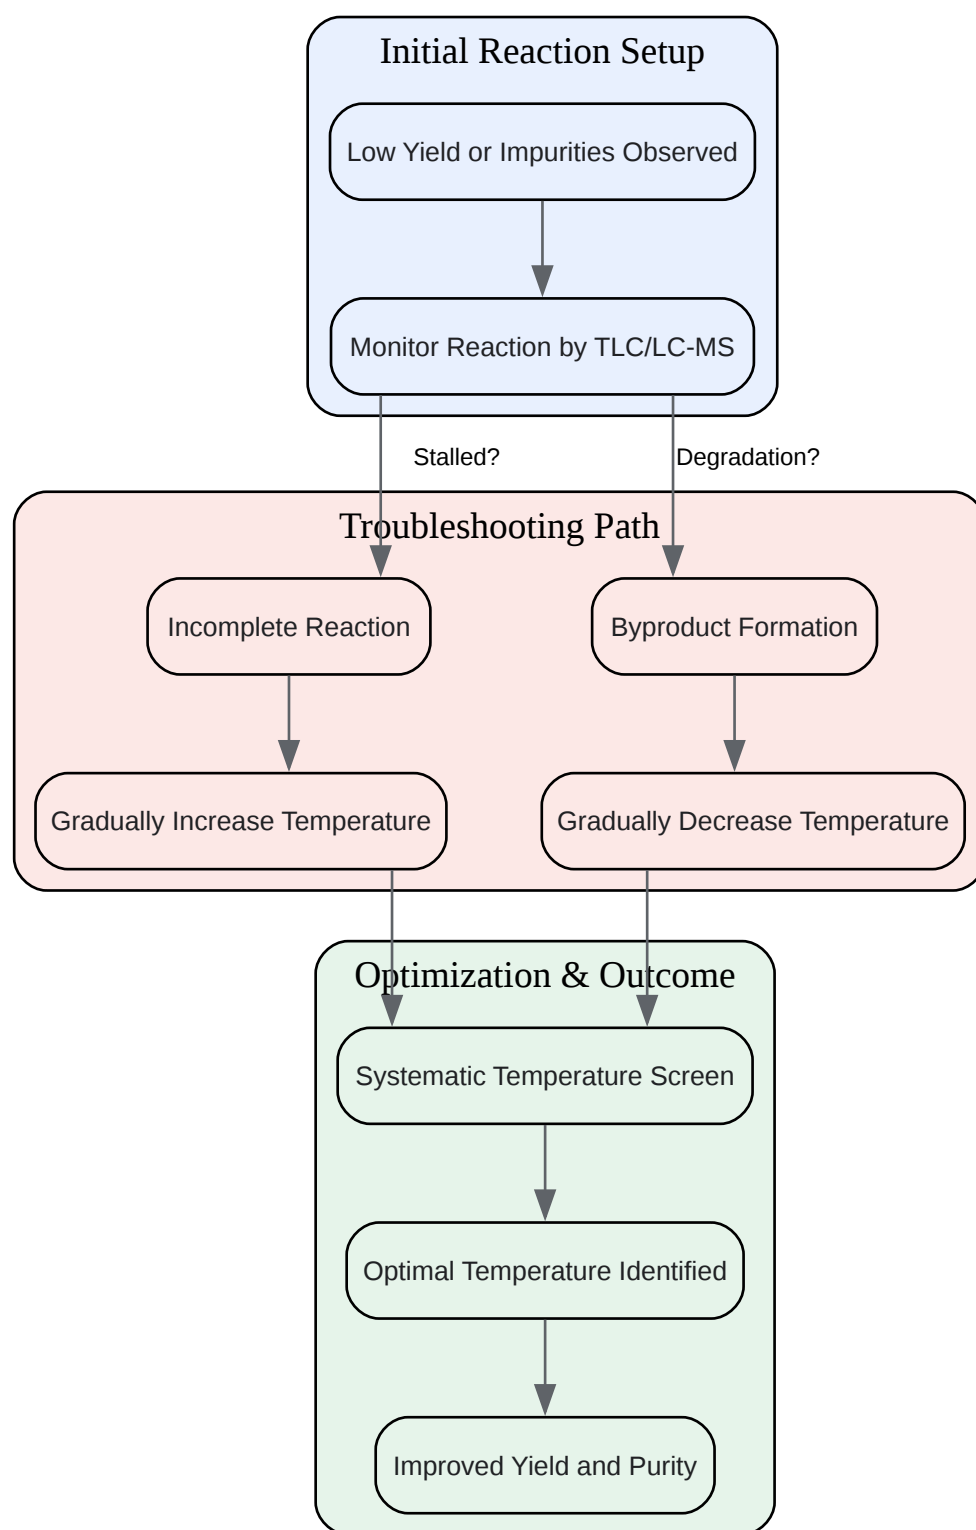 Initial Reaction Setup
Low Yield or Impurities Observed
Monitor Reaction by TLC/LC-MS
Stalled?
Degradation?
Troubleshooting Path
Incomplete Reaction
Byproduct Formation
Gradually Increase Temperature
Gradually Decrease Temperature
Optimization & Outcome
Systematic Temperature Screen
Optimal Temperature Identified
Improved Yield and Purity